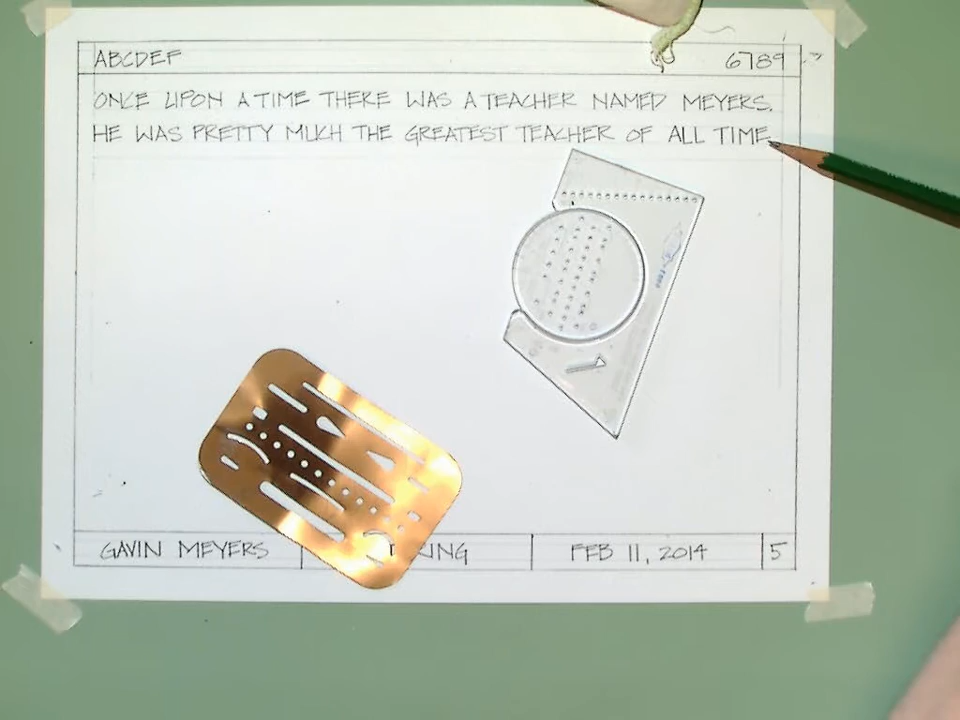 ABCDEF 6789
ONCE UPON A TIME THERE WAS A TEACHER NAMED MEYERS.
HE WAS PRETTY MUCH THE GREATEST TEACHER OF ALL TIME
GAVIN MEYERS FEB 11, 2014 5